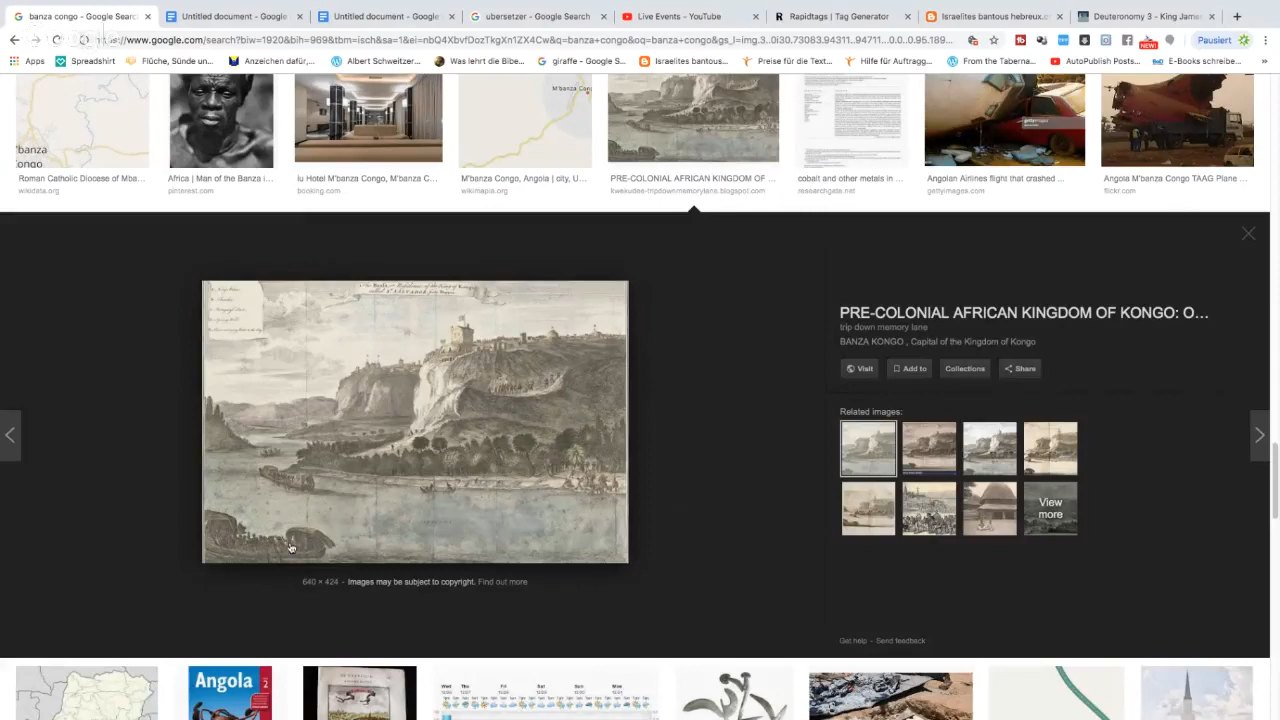 banza congo - Google Search
Untitled document - Google
Untitled document - Google
ubersetzer - Google Search
Live Events - YouTube
Rapidtags | Tag Generator
Israelites bantous hebreux.
Deuteronomy 3 - King James
Pausiert
Apps
Spreadshirt
Flüche, Sünde un...
Anzeichen dafür,...
Albert Schweitzer...
Was lehrt die Bibe...
giraffe - Google S...
Israelites bantous...
Preise für die Text...
Hilfe für Auftragg...
From the Taberna...
AutoPublish Posts...
E-Books schreibe...
M'banza Congo
Roman Catholic Diocese of Mba...
Africa | Man of the Banza i...
iu Hotel M'banza Congo, M'banza C...
M'banza Congo, Angola | city, U...
PRE-COLONIAL AFRICAN KINGDOM OF ...
cobalt and other metals in ...
Angolan Airlines flight that crashed ...
Angola M'banza Congo TAAG Plane ...
wikidata.org
pinterest.com
booking.com
wikimapia.org
kwekudee-tripdownmemorylane.blogspot.com
researchgate.net
gettyimages.com
flickr.com
PRE-COLONIAL AFRICAN KINGDOM OF KONGO: O...
trip down memory lane
BANZA KONGO , Capital of the Kingdom of Kongo
Visit
Add to
Collections
Share
Related images:
View more
640 × 424 - Images may be subject to copyright. Find out more
Get help - Send feedback
Angola